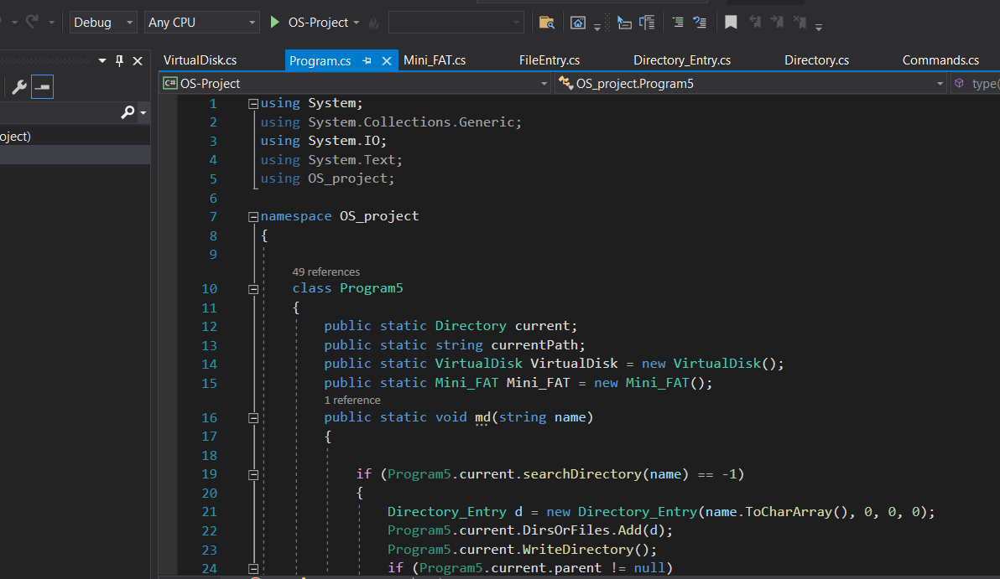 Debug Any CPU OS-Project
VirtualDisk.cs Program.cs Mini_FAT.cs FileEntry.cs Directory_Entry.cs Directory.cs Commands.cs
C# OS-Project OS_project.Program5 type(
oject)
1 using System;
2 using System.Collections.Generic;
3 using System.IO;
4 using System.Text;
5 using OS_project;
6
7 namespace OS_project
8 {
9
49 references
10 class Program5
11 {
12 public static Directory current;
13 public static string currentPath;
14 public static VirtualDisk VirtualDisk = new VirtualDisk();
15 public static Mini_FAT Mini_FAT = new Mini_FAT();
1 reference
16 public static void md(string name)
17 {
18
19 if (Program5.current.searchDirectory(name) == -1)
20 {
21 Directory_Entry d = new Directory_Entry(name.ToCharArray(), 0, 0, 0);
22 Program5.current.DirsOrFiles.Add(d);
23 Program5.current.WriteDirectory();
24 if (Program5.current.parent != null)